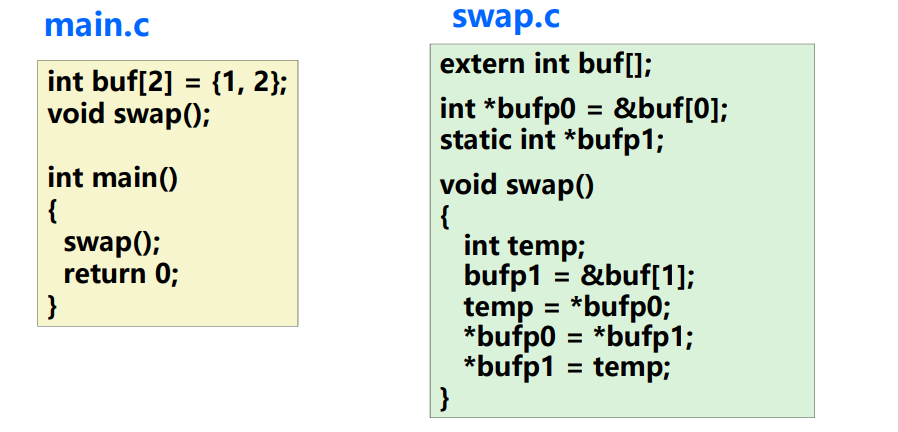 main.c
int buf[2] = {1, 2};
void swap();
int main()
{
swap();
return 0;
}
swap.c
extern int buf[];
int *bufp0 = &buf[0];
static int *bufp1;
void swap()
{
int temp;
bufp1 = &buf[1];
temp = *bufp0;
*bufp0 = *bufp1;
*bufp1 = temp;
}